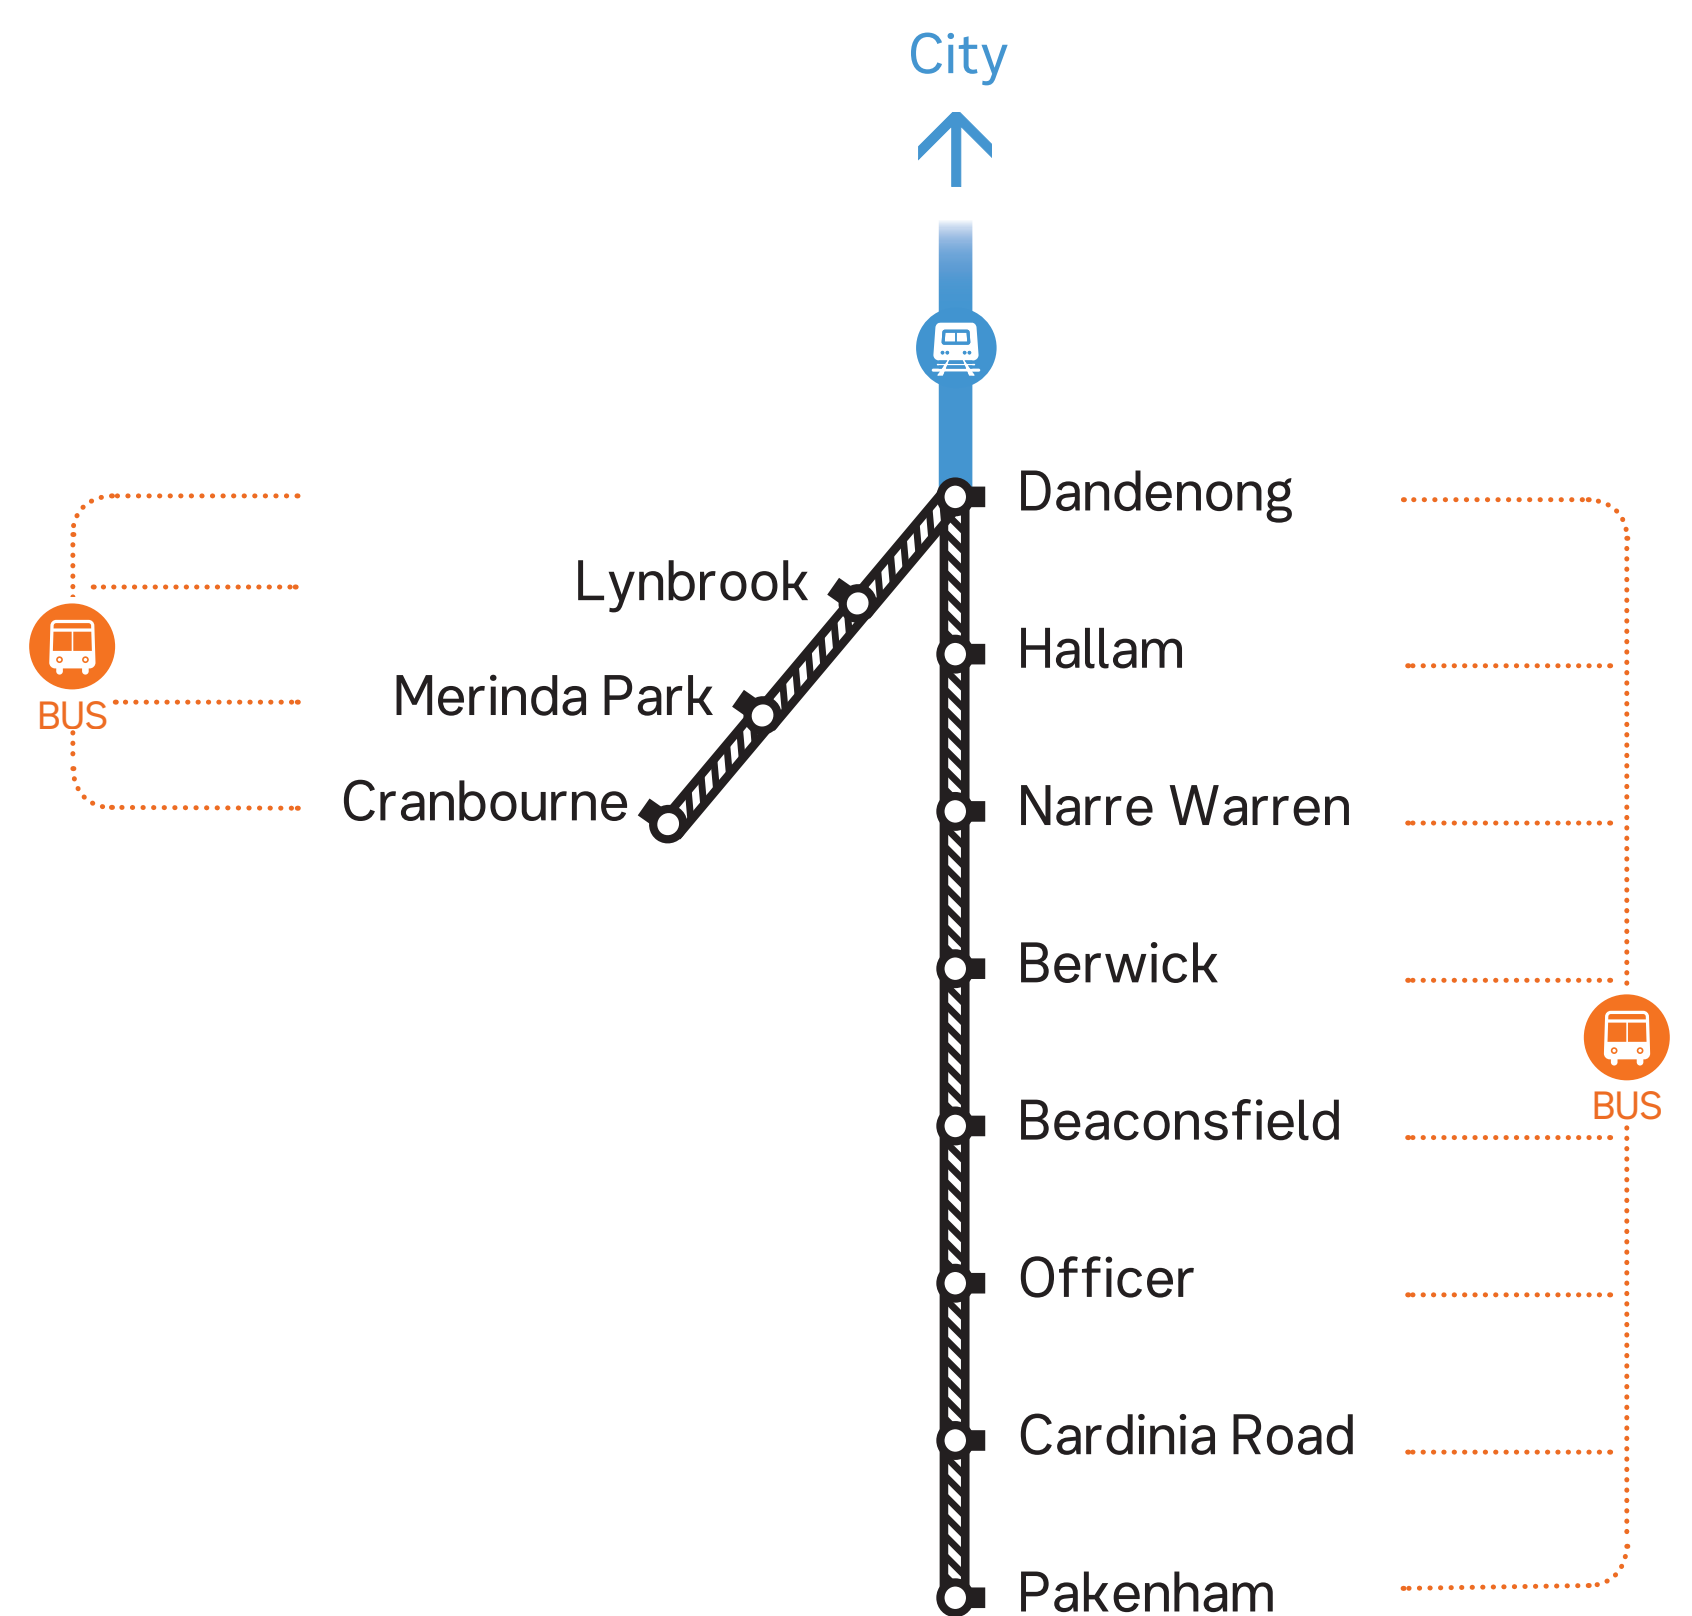 City
Dandenong
Lynbrook
Hallam
Merinda Park
BUS
Cranbourne
Narre Warren
Berwick
BUS
Beaconsfield
Officer
Cardinia Road
Pakenham